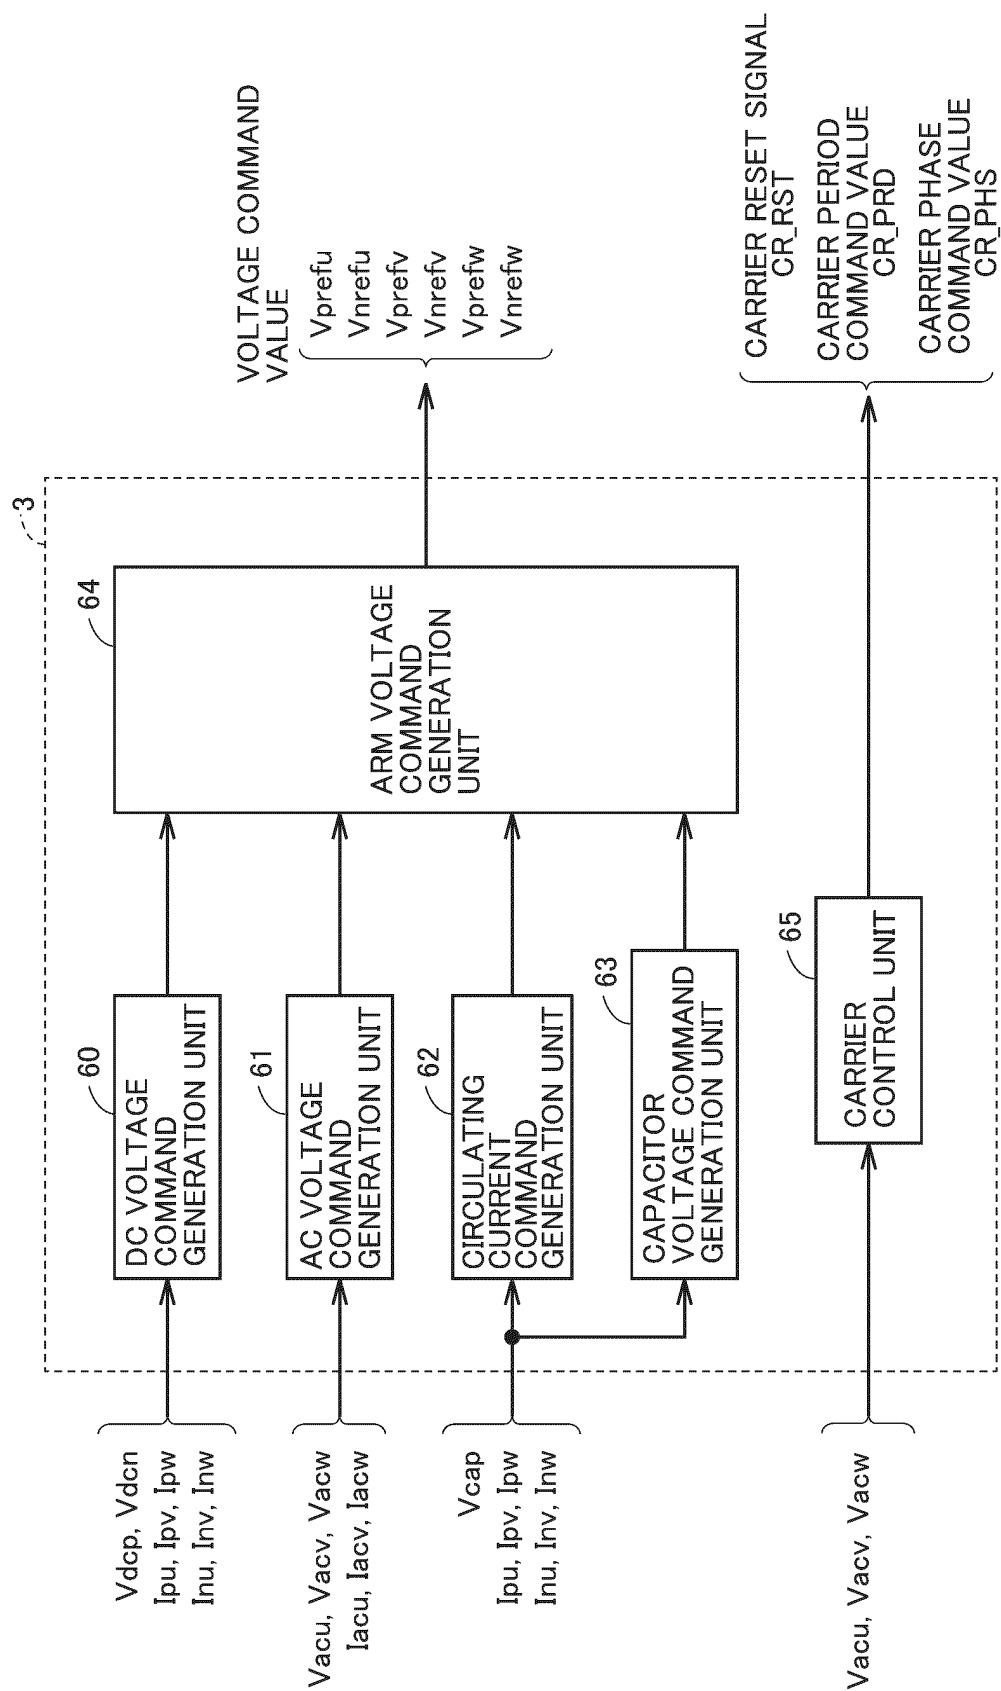 3
Vdcp, Vdcn
Ipu, Ipv, Ipw
Inu, Inv, Inw
60
DC VOLTAGE
COMMAND
GENERATION UNIT
Vacu, Vacv, Vacw
Iacu, Iacv, Iacw
61
AC VOLTAGE
COMMAND
GENERATION UNIT
Vcap
Ipu, Ipv, Ipw
Inu, Inv, Inw
62
CIRCULATING
CURRENT
COMMAND
GENERATION UNIT
63
CAPACITOR
VOLTAGE COMMAND
GENERATION UNIT
64
ARM VOLTAGE
COMMAND
GENERATION
UNIT
VOLTAGE COMMAND
VALUE
Vprefu
Vnrefu
Vprefv
Vnrefv
Vprefw
Vnrefw
Vacu, Vacv, Vacw
65
CARRIER
CONTROL UNIT
CARRIER RESET SIGNAL
CR_RST
CARRIER PERIOD
COMMAND VALUE
CR_PRD
CARRIER PHASE
COMMAND VALUE
CR_PHS